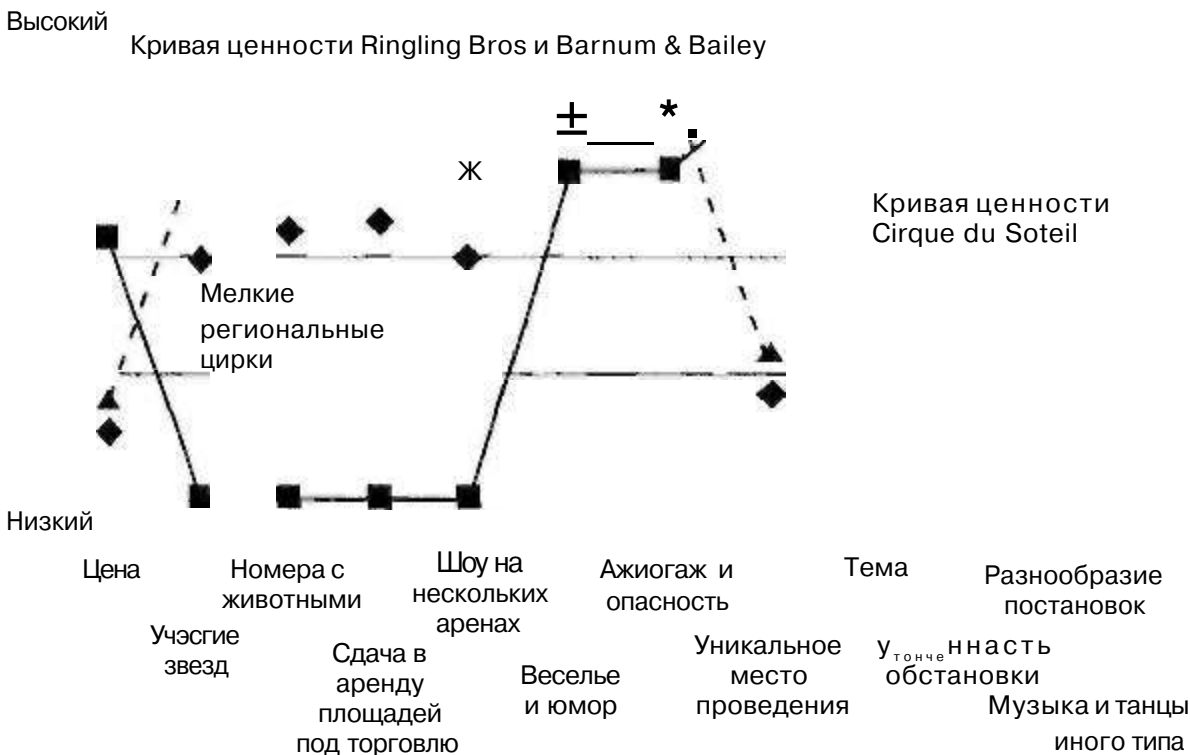 Высокий
Кривая ценности Ringling Bros и Barnum & Bailey
± *
Ж
Кривая ценности
Cirque du Soteil
Мелкие
региональные
цирки
Низкий
Цена
Учэсгие
звезд
Номера с
животными
Сдача в
аренду
площадей
под торговлю
Шоу на
нескольких
аренах
Веселье
и юмор
Ажиогаж и
опасность
Уникальное
место
проведения
Тема
утонченнасть
обстановки
Разнообразие
постановок
Музыка и танцы
иного типа